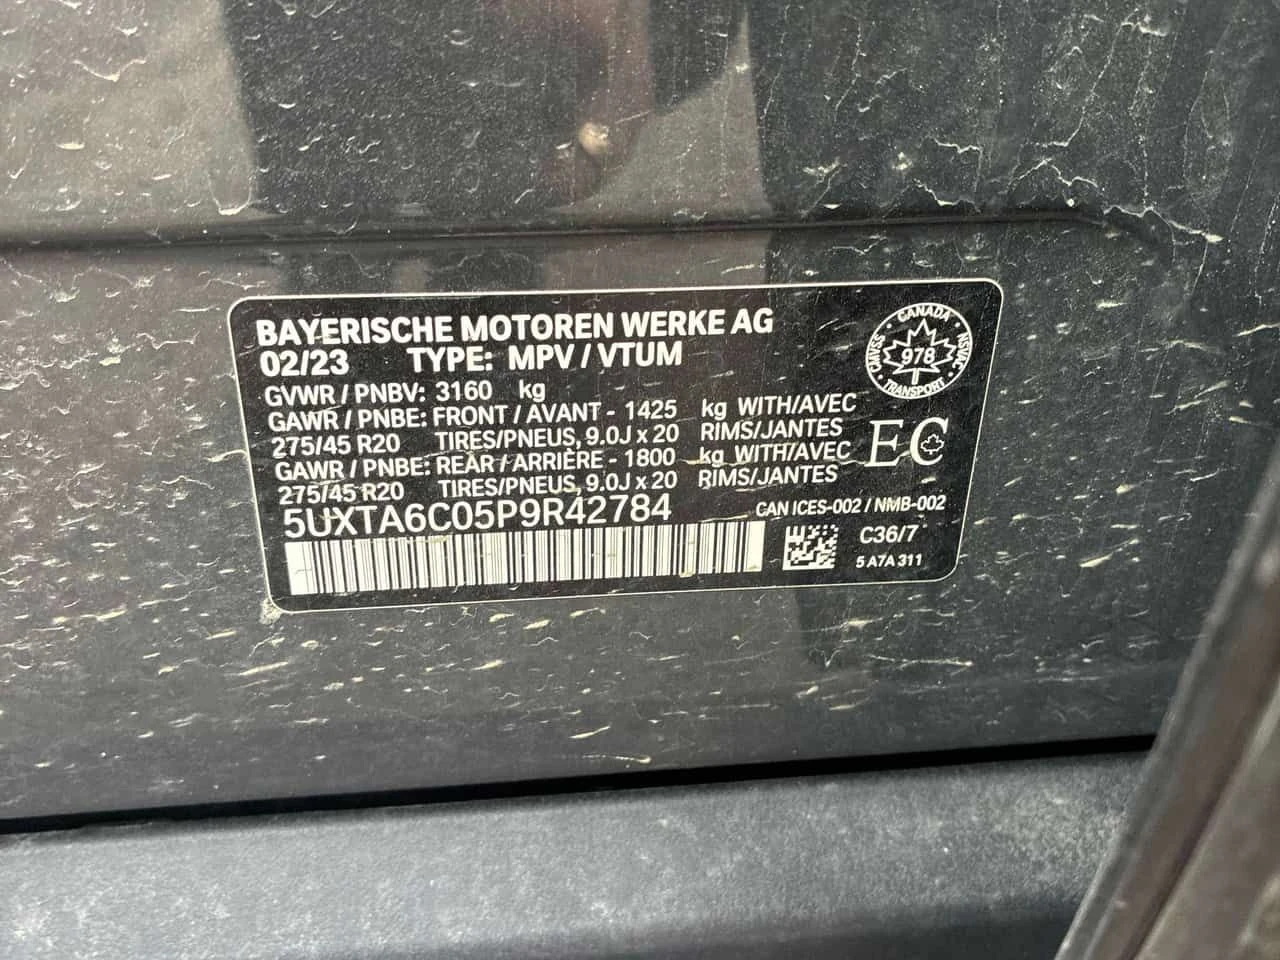 BAYERISCHE MOTOREN WERKE AG
02/23 TYPE: MPV / VTUM
GVWR / PNBV: 3160 kg
GAWR / PNBE: FRONT / AVANT - 1425 kg WITH/AVEC
275/45 R20 TIRES/PNEUS, 9.0J x 20 RIMS/JANTES
GAWR / PNBE: REAR / ARRIÈRE - 1800 kg WITH/AVEC
275/45 R20 TIRES/PNEUS, 9.0J x 20 RIMS/JANTES
5UXTA6C05P9R42784
CANADA
CMVSS 978 NSVAC
TRANSPORT
EC
CAN ICES-002 / NMB-002
C36/7
5 A7A 311